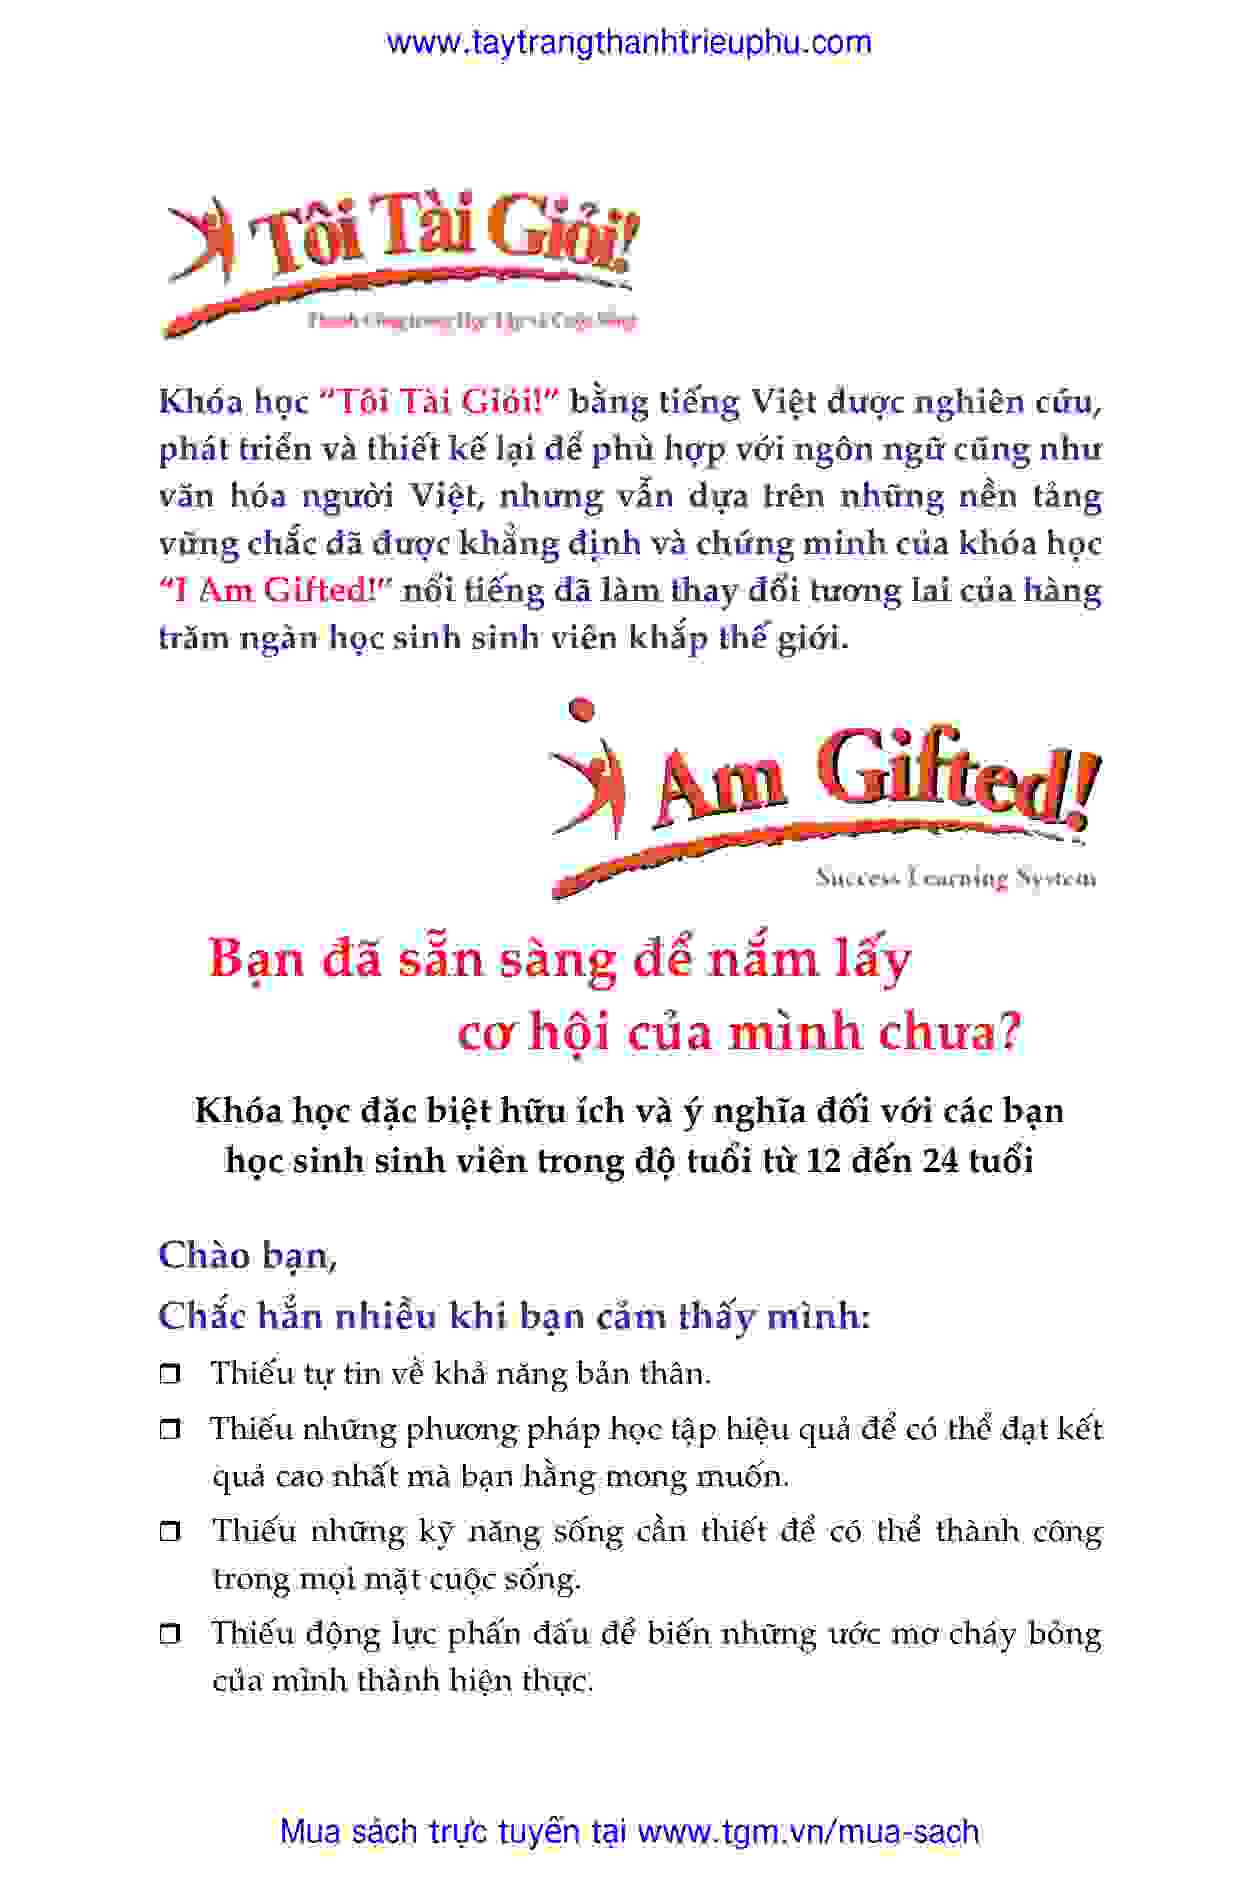 www.taytrangthanhtrieuphu.com
Tôi Tài Giỏi!
Thành Công trong Học Tập và Cuộc Sống
Khóa học “Tôi Tài Giỏi!” bằng tiếng Việt được nghiên cứu,
phát triển và thiết kế lại để phù hợp với ngôn ngữ cũng như
văn hóa người Việt, nhưng vẫn dựa trên những nền tảng
vững chắc đã được khẳng định và chứng minh của khóa học
“I Am Gifted!” nổi tiếng đã làm thay đổi tương lai của hàng
trăm ngàn học sinh sinh viên khắp thế giới.
i Am Gifted!
Success Learning System
Bạn đã sẵn sàng để nắm lấy
cơ hội của mình chưa?
Khóa học đặc biệt hữu ích và ý nghĩa đối với các bạn
học sinh sinh viên trong độ tuổi từ 12 đến 24 tuổi
Chào bạn,
Chắc hẳn nhiều khi bạn cảm thấy mình:
❒ Thiếu tự tin về khả năng bản thân.
❒ Thiếu những phương pháp học tập hiệu quả để có thể đạt kết
quả cao nhất mà bạn hằng mong muốn.
❒ Thiếu những kỹ năng sống cần thiết để có thể thành công
trong mọi mặt cuộc sống.
❒ Thiếu động lực phấn đấu để biến những ước mơ cháy bỏng
của mình thành hiện thực.
Mua sách trực tuyến tại www.tgm.vn/mua-sach